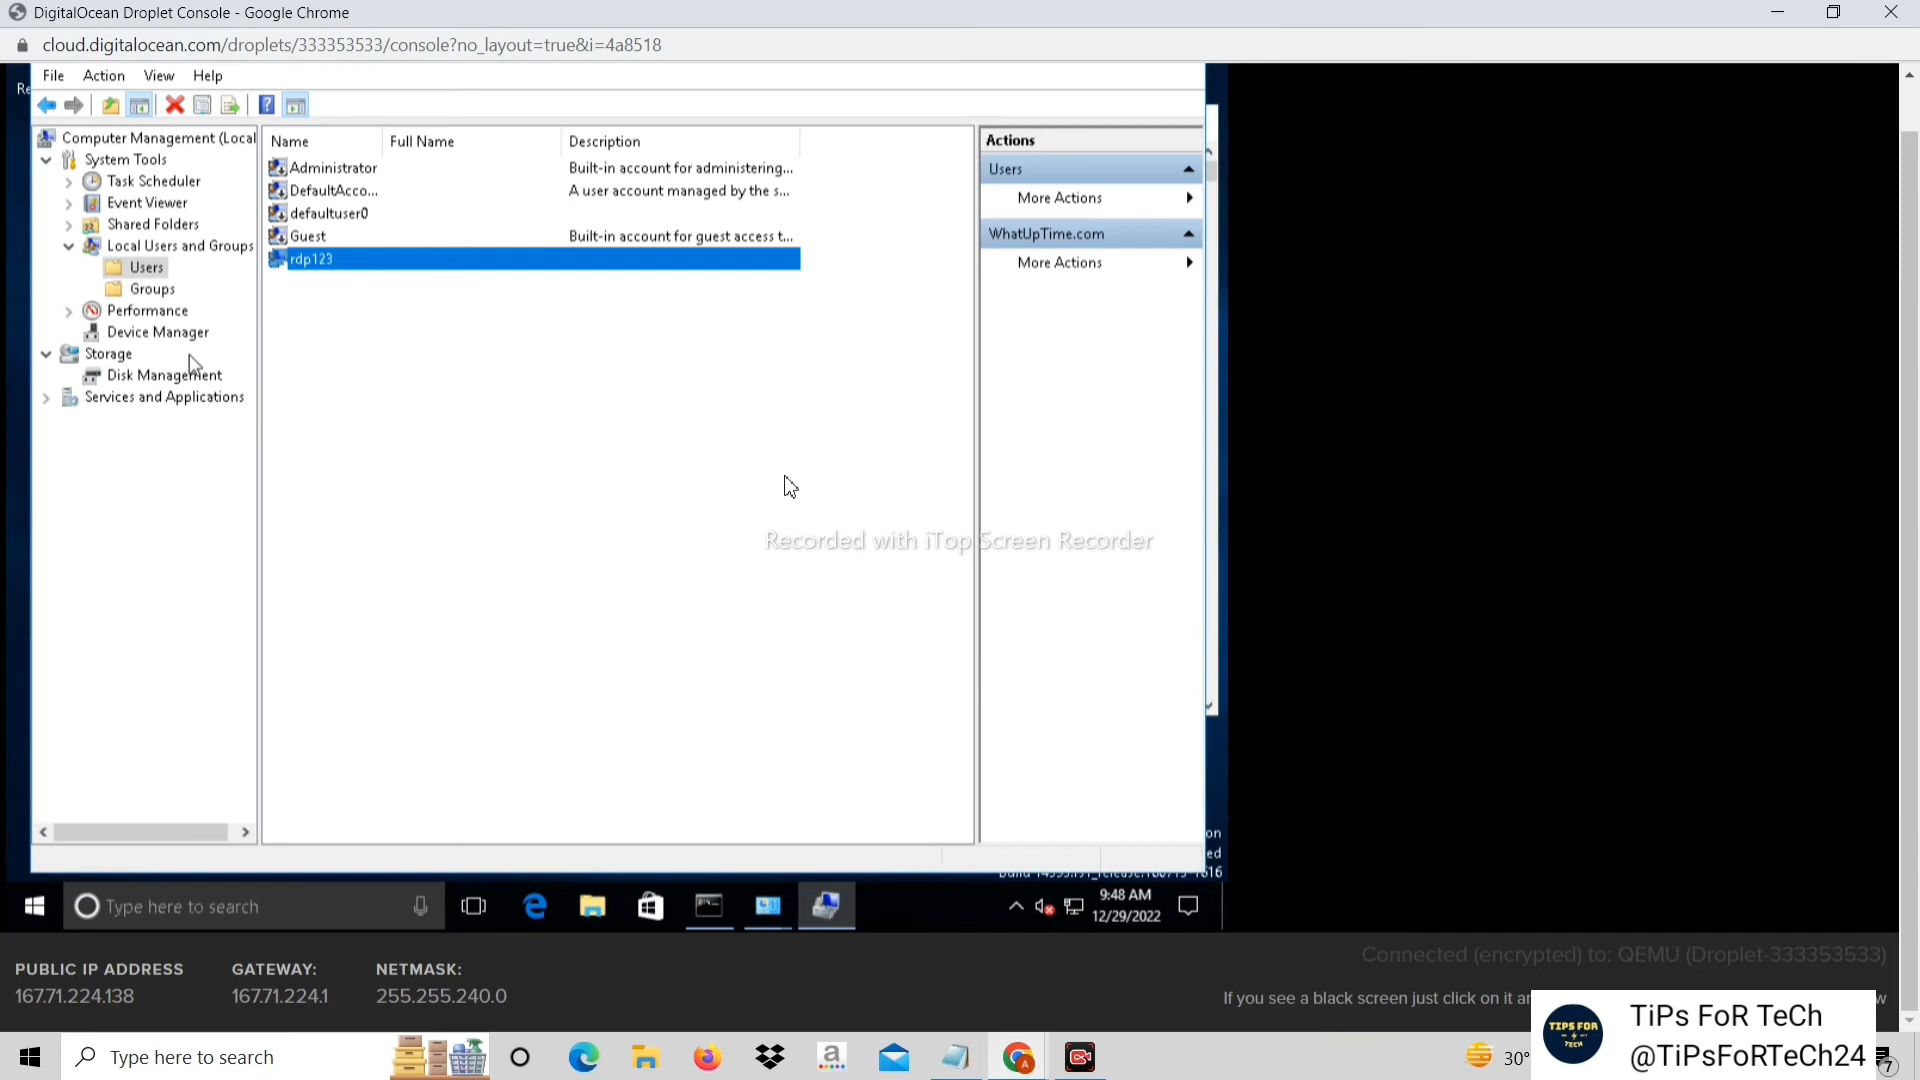 DigitalOcean Droplet Console - Google Chrome
cloud.digitalocean.com/droplets/333353533/console?no_layout=true&i=4a8518
File Action View Help
Computer Management (Local
System Tools
Task Scheduler
Event Viewer
Shared Folders
Local Users and Groups
Users
Groups
Performance
Device Manager
Storage
Disk Management
Services and Applications
Name Full Name Description
Administrator Built-in account for administering...
DefaultAcco... A user account managed by the s...
defaultuser0
Guest Built-in account for guest access t...
rdp123
Actions
Users
More Actions
WhatUpTime.com
More Actions
Recorded with iTop Screen Recorder
on
ed
Type here to search
9:48 AM
12/29/2022
PUBLIC IP ADDRESS GATEWAY: NETMASK:
167.71.224.138 167.71.224.1 255.255.240.0
Connected (encrypted) to: QEMU (Droplet-333353533)
If you see a black screen just click on it
TIPS FOR
TECH
TiPs FoR TeCh
@TiPsFoRTeCh24
Type here to search
30°
7